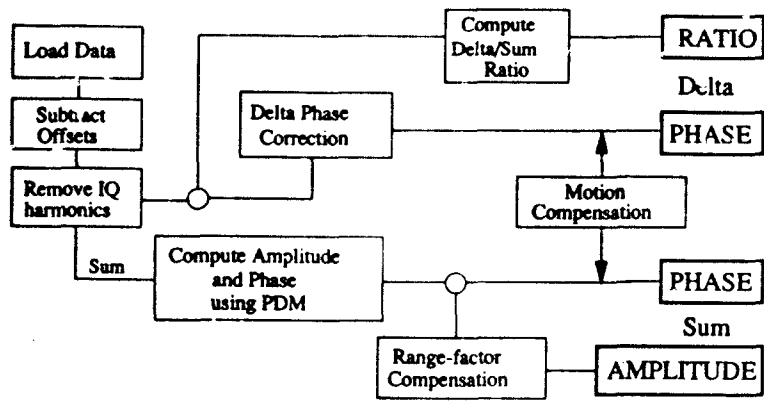 Load Data
Subtract
Offsets
Remove IQ
harmonics
Compute
Delta/Sum
Ratio
RATIO
Delta
Delta Phase
Correction
PHASE
Motion
Compensation
Sum
Compute Amplitude
and Phase
using PDM
PHASE
Sum
Range-factor
Compensation
AMPLITUDE